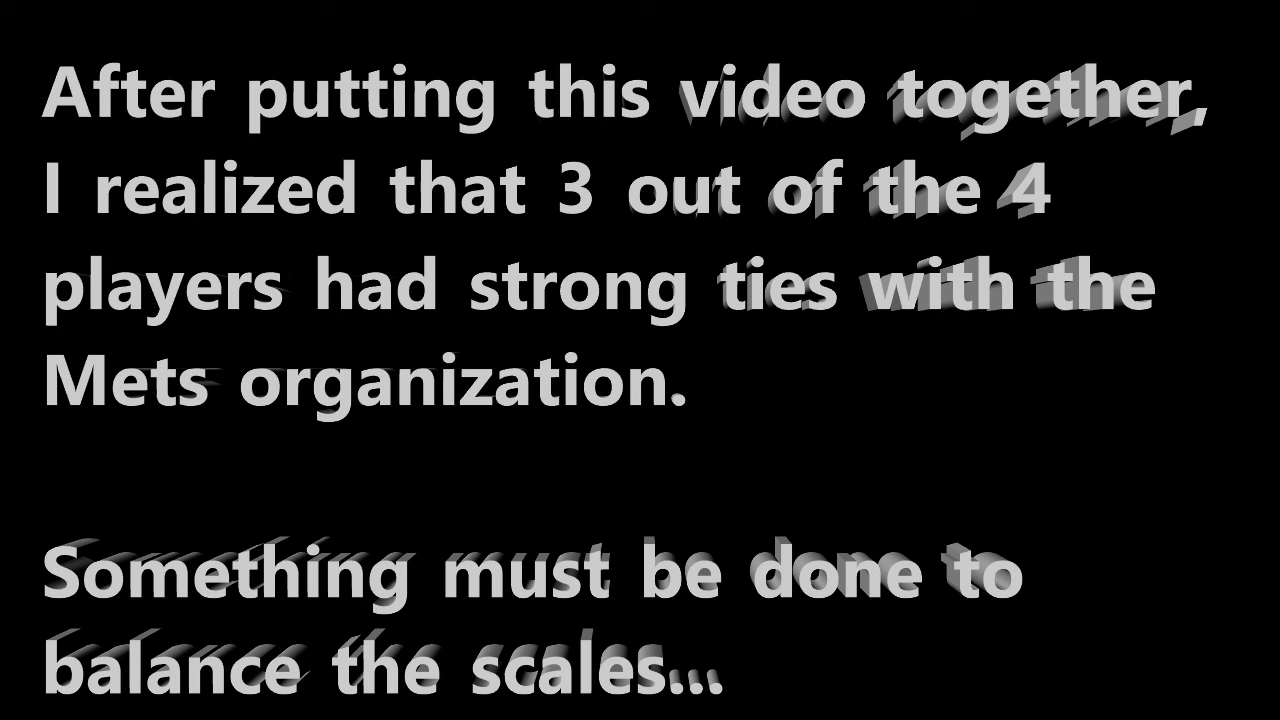 After putting this video together,
I realized that 3 out of the 4
players had strong ties with the
Mets organization.
Something must be done to
balance the scales...